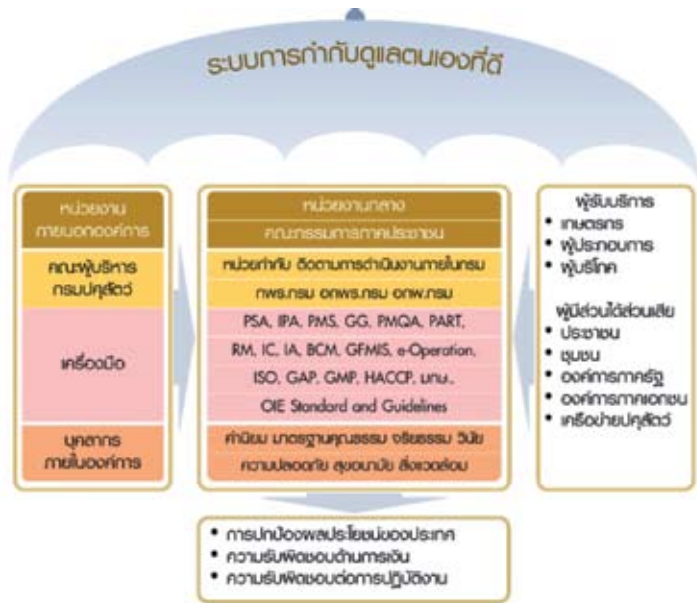 ระบบการกำกับดูแลตนเองที่ดี
หน่วยงาน
ภายนอกองค์การ
คณะผู้บริหาร
กรมปศุสัตว์
เครื่องมือ
บุคลากร
ภายในองค์การ
หน่วยงานกลาง
คณะกรรมการภาคประชาชน
หน่วยกำกับ ติดตามการดำเนินงานภายในกรม
กพร.กรม อกพร.กรม อกพ.กรม
PSA, IPA, PMS, GG, PMQA, PART,
RM, IC, IA, BCM, GFMIS, e-Operation,
ISO, GAP, GMP, HACCP, มกษ.,
OIE Standard and Guidelines
ค่านิยม มาตรฐานคุณธรรม จริยธรรม วินัย
ความปลอดภัย สุขอนามัย สิ่งแวดล้อม
ผู้รับบริการ
• เกษตรกร
• ผู้ประกอบการ
• ผู้บริโภค
ผู้มีส่วนได้ส่วนเสีย
• ประชาชน
• ชุมชน
• องค์การภาครัฐ
• องค์การภาคเอกชน
• เครือข่ายปศุสัตว์
• การปกป้องผลประโยชน์ของประเทศ
• ความรับผิดชอบด้านการเงิน
• ความรับผิดชอบต่อการปฏิบัติงาน